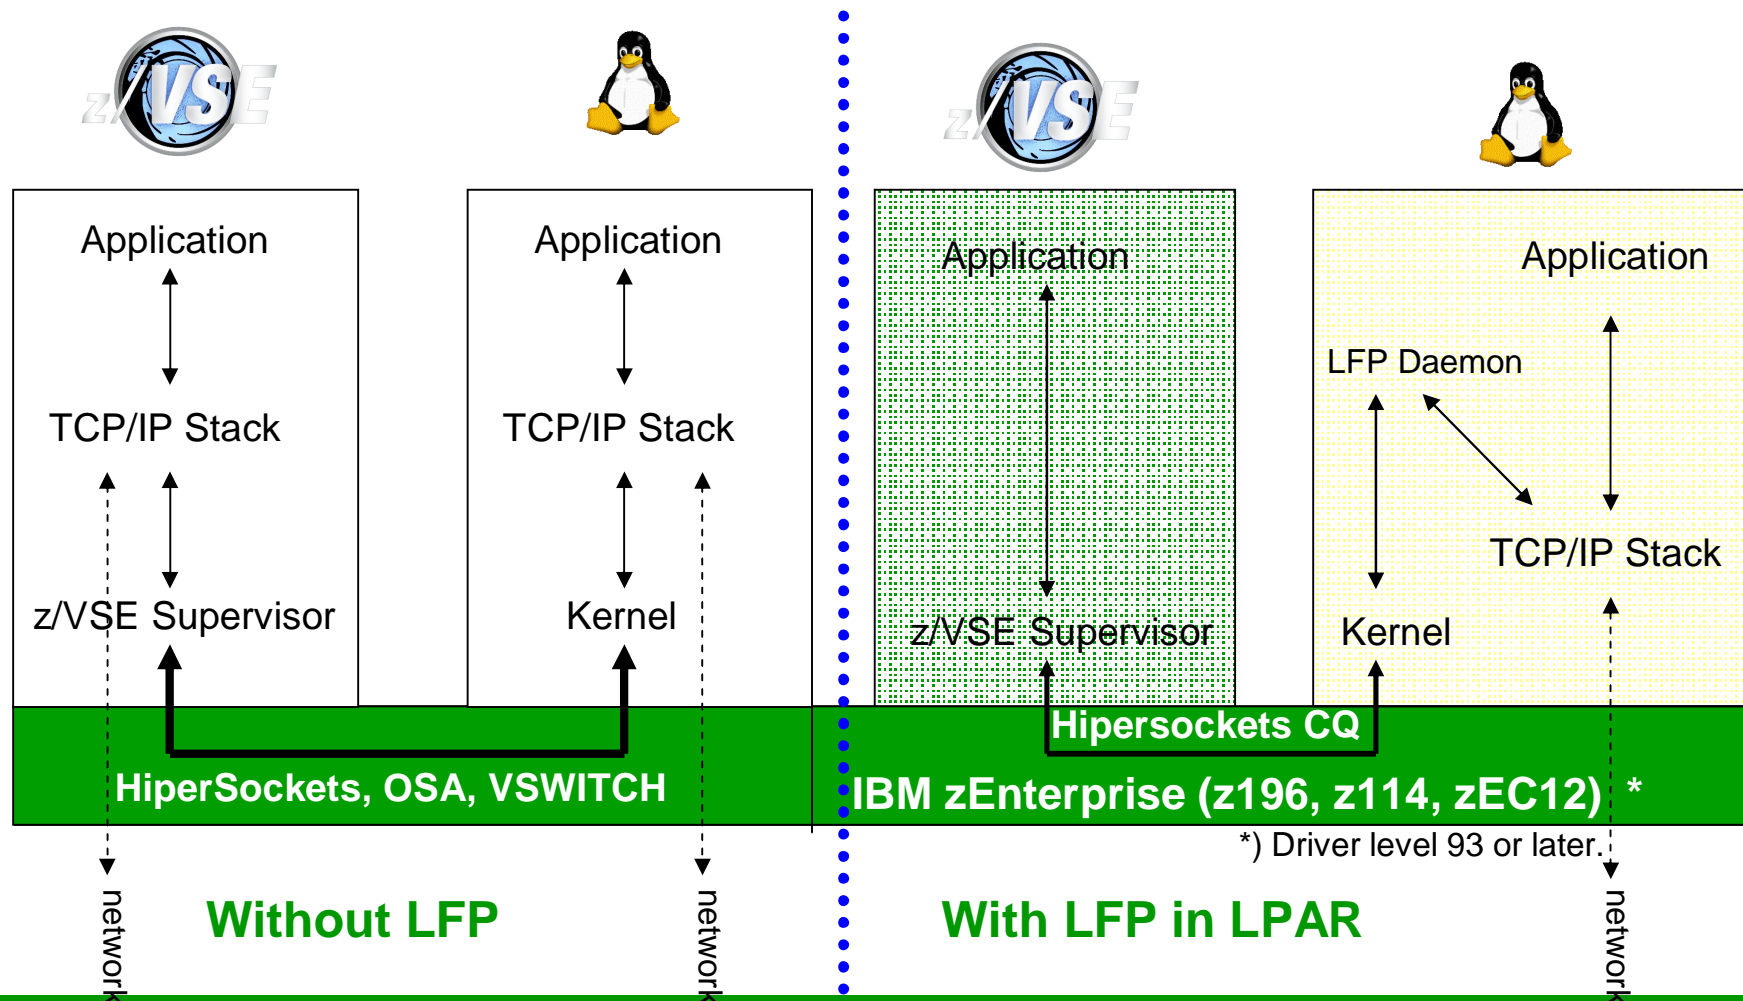 z/VSE
Application
TCP/IP Stack
z/VSE Supervisor
Application
TCP/IP Stack
Kernel
HiperSockets, OSA, VSWITCH
network
network
Without LFP
z/VSE
Application
z/VSE Supervisor
Application
LFP Daemon
TCP/IP Stack
Kernel
Hipersockets CQ
IBM zEnterprise (z196, z114, zEC12) *
*) Driver level 93 or later.
network
With LFP in LPAR